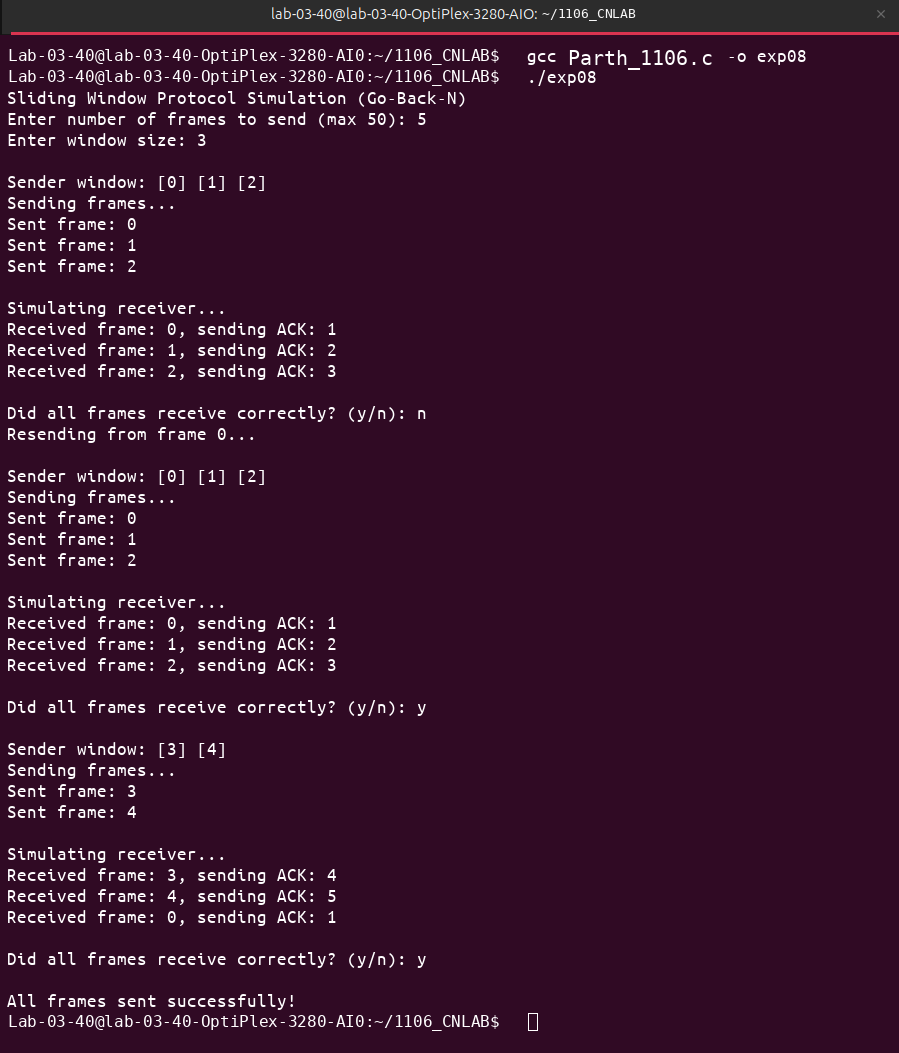 lab-03-40@lab-03-40-OptiPlex-3280-AIO: ~/1106_CNLAB ×
Lab-03-40@lab-03-40-OptiPlex-3280-AI0:~/1106_CNLAB$ gcc Parth_1106.c -o exp08
Lab-03-40@lab-03-40-OptiPlex-3280-AI0:~/1106_CNLAB$ ./exp08
Sliding Window Protocol Simulation (Go-Back-N)
Enter number of frames to send (max 50): 5
Enter window size: 3

Sender window: [0] [1] [2]
Sending frames...
Sent frame: 0
Sent frame: 1
Sent frame: 2

Simulating receiver...
Received frame: 0, sending ACK: 1
Received frame: 1, sending ACK: 2
Received frame: 2, sending ACK: 3

Did all frames receive correctly? (y/n): n
Resending from frame 0...

Sender window: [0] [1] [2]
Sending frames...
Sent frame: 0
Sent frame: 1
Sent frame: 2

Simulating receiver...
Received frame: 0, sending ACK: 1
Received frame: 1, sending ACK: 2
Received frame: 2, sending ACK: 3

Did all frames receive correctly? (y/n): y

Sender window: [3] [4]
Sending frames...
Sent frame: 3
Sent frame: 4

Simulating receiver...
Received frame: 3, sending ACK: 4
Received frame: 4, sending ACK: 5
Received frame: 0, sending ACK: 1

Did all frames receive correctly? (y/n): y

All frames sent successfully!
Lab-03-40@lab-03-40-OptiPlex-3280-AI0:~/1106_CNLAB$